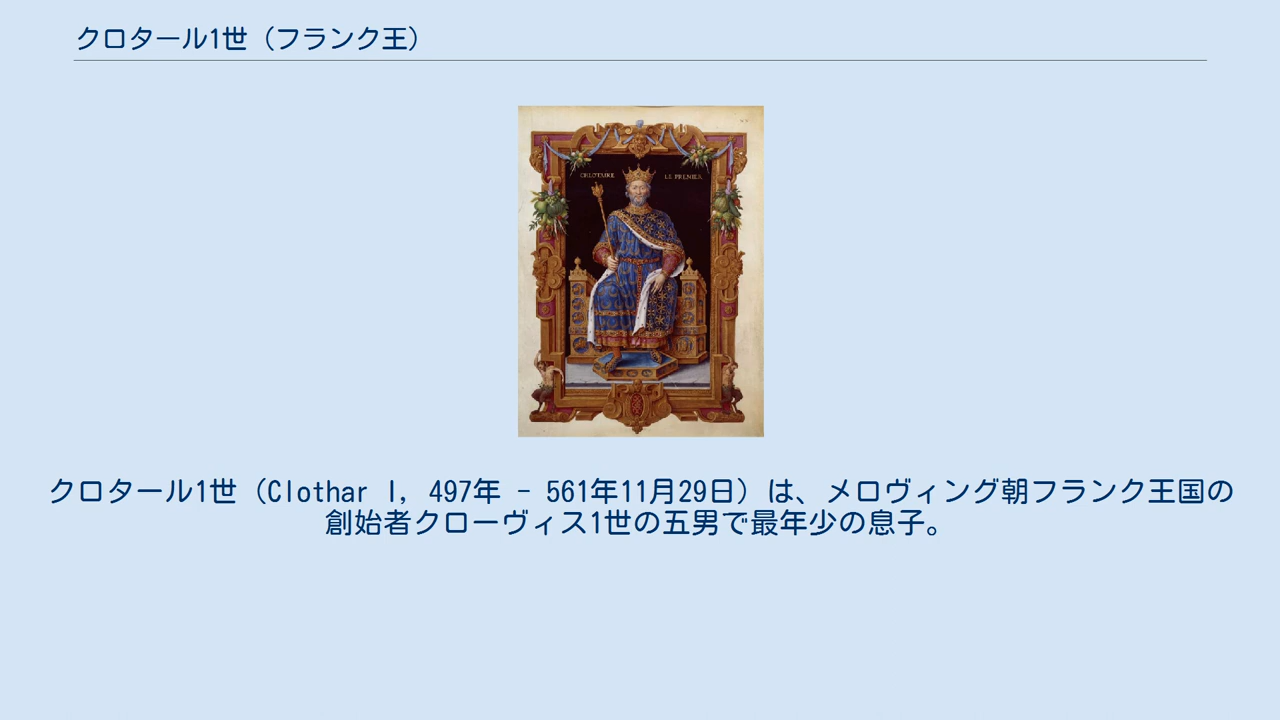 クロタール1世（フランク王）
CHLOTAIRE LE PREMIER
クロタール1世（Clothar I, 497年 - 561年11月29日）は、メロヴィング朝フランク王国の
創始者クローヴィス1世の五男で最年少の息子。